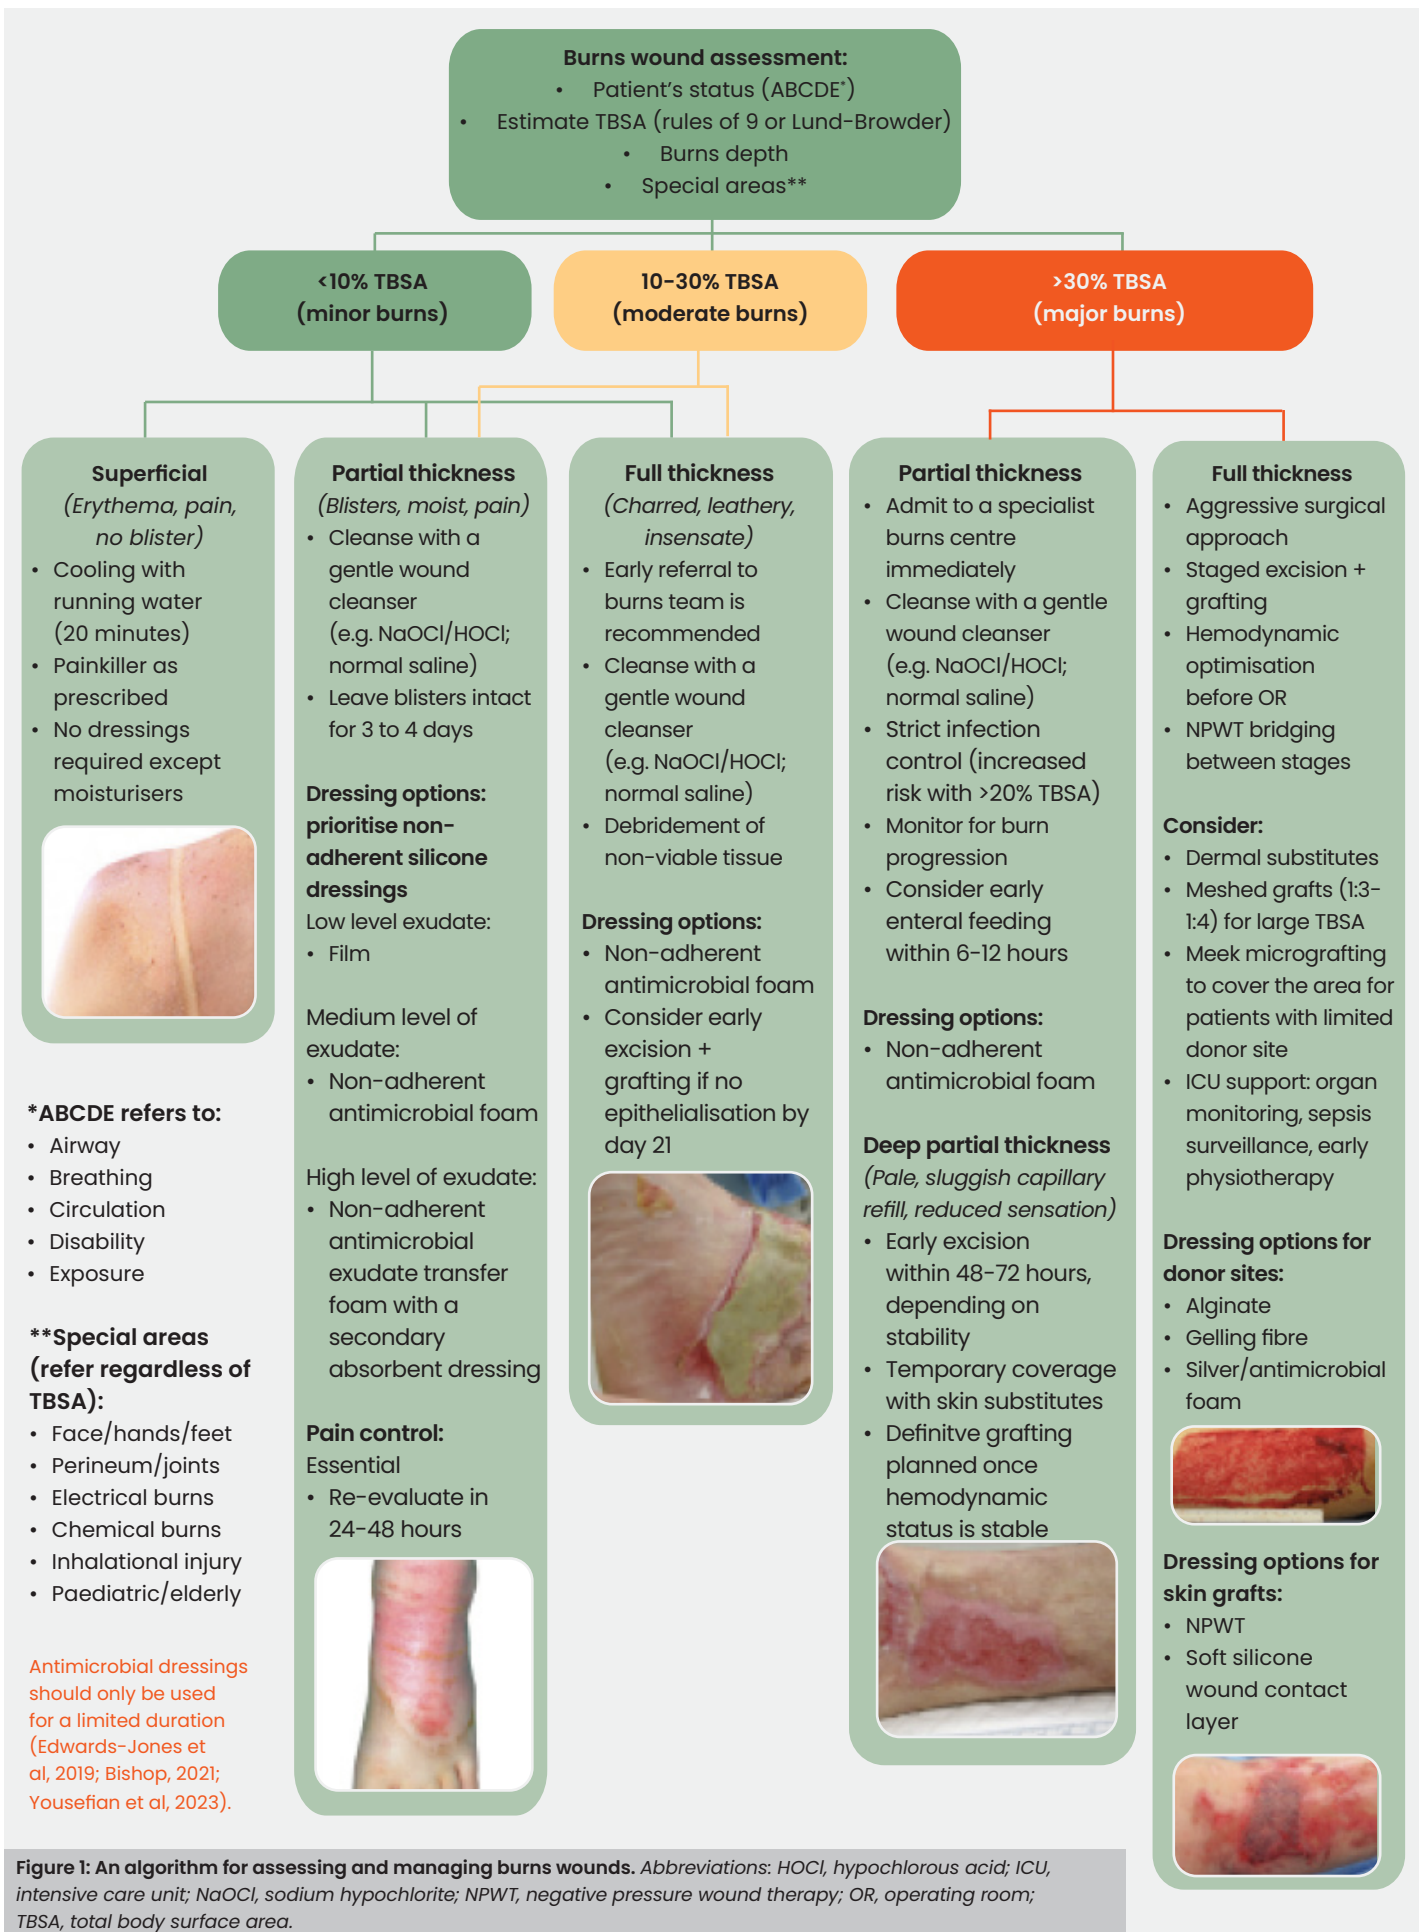 Burns wound assessment:
• Patient's status (ABCDE*)
• Estimate TBSA (rules of 9 or Lund-Browder)
• Burns depth
• Special areas**
<10% TBSA
(minor burns)
10-30% TBSA
(moderate burns)
>30% TBSA
(major burns)
Superficial
(Erythema, pain,
no blister)
• Cooling with
running water
(20 minutes)
• Painkiller as
prescribed
• No dressings
required except
moisturisers
Partial thickness
(Blisters, moist, pain)
• Cleanse with a
gentle wound
cleanser
(e.g. NaOCl/HOCl;
normal saline)
• Leave blisters intact
for 3 to 4 days
Dressing options:
prioritise non-
adherent silicone
dressings
Low level exudate:
• Film
Medium level of
exudate:
• Non-adherent
antimicrobial foam
High level of exudate:
• Non-adherent
antimicrobial
exudate transfer
foam with a
secondary
absorbent dressing
Pain control:
Essential
• Re-evaluate in
24-48 hours
Full thickness
(Charred, leathery,
insensate)
• Early referral to
burns team is
recommended
• Cleanse with a
gentle wound
cleanser
(e.g. NaOCl/HOCl;
normal saline)
• Debridement of
non-viable tissue
Dressing options:
• Non-adherent
antimicrobial foam
• Consider early
excision +
grafting if no
epithelialisation by
day 21
Partial thickness
• Admit to a specialist
burns centre
immediately
• Cleanse with a gentle
wound cleanser
(e.g. NaOCl/HOCl;
normal saline)
• Strict infection
control (increased
risk with >20% TBSA)
• Monitor for burn
progression
• Consider early
enteral feeding
within 6-12 hours
Dressing options:
• Non-adherent
antimicrobial foam
Deep partial thickness
(Pale, sluggish capillary
refill, reduced sensation)
• Early excision
within 48-72 hours,
depending on
stability
• Temporary coverage
with skin substitutes
• Definitve grafting
planned once
hemodynamic
status is stable
Full thickness
• Aggressive surgical
approach
• Staged excision +
grafting
• Hemodynamic
optimisation
before OR
• NPWT bridging
between stages
Consider:
• Dermal substitutes
• Meshed grafts (1:3-
1:4) for large TBSA
• Meek micrografting
to cover the area for
patients with limited
donor site
• ICU support: organ
monitoring, sepsis
surveillance, early
physiotherapy
Dressing options for
donor sites:
• Alginate
• Gelling fibre
• Silver/antimicrobial
foam
Dressing options for
skin grafts:
• NPWT
• Soft silicone
wound contact
layer
*ABCDE refers to:
• Airway
• Breathing
• Circulation
• Disability
• Exposure
**Special areas
(refer regardless of
TBSA):
• Face/hands/feet
• Perineum/joints
• Electrical burns
• Chemical burns
• Inhalational injury
• Paediatric/elderly
Antimicrobial dressings
should only be used
for a limited duration
(Edwards-Jones et
al, 2019; Bishop, 2021;
Yousefian et al, 2023).
Figure 1: An algorithm for assessing and managing burns wounds. Abbreviations: HOCl, hypochlorous acid; ICU,
intensive care unit; NaOCl, sodium hypochlorite; NPWT, negative pressure wound therapy; OR, operating room;
TBSA, total body surface area.